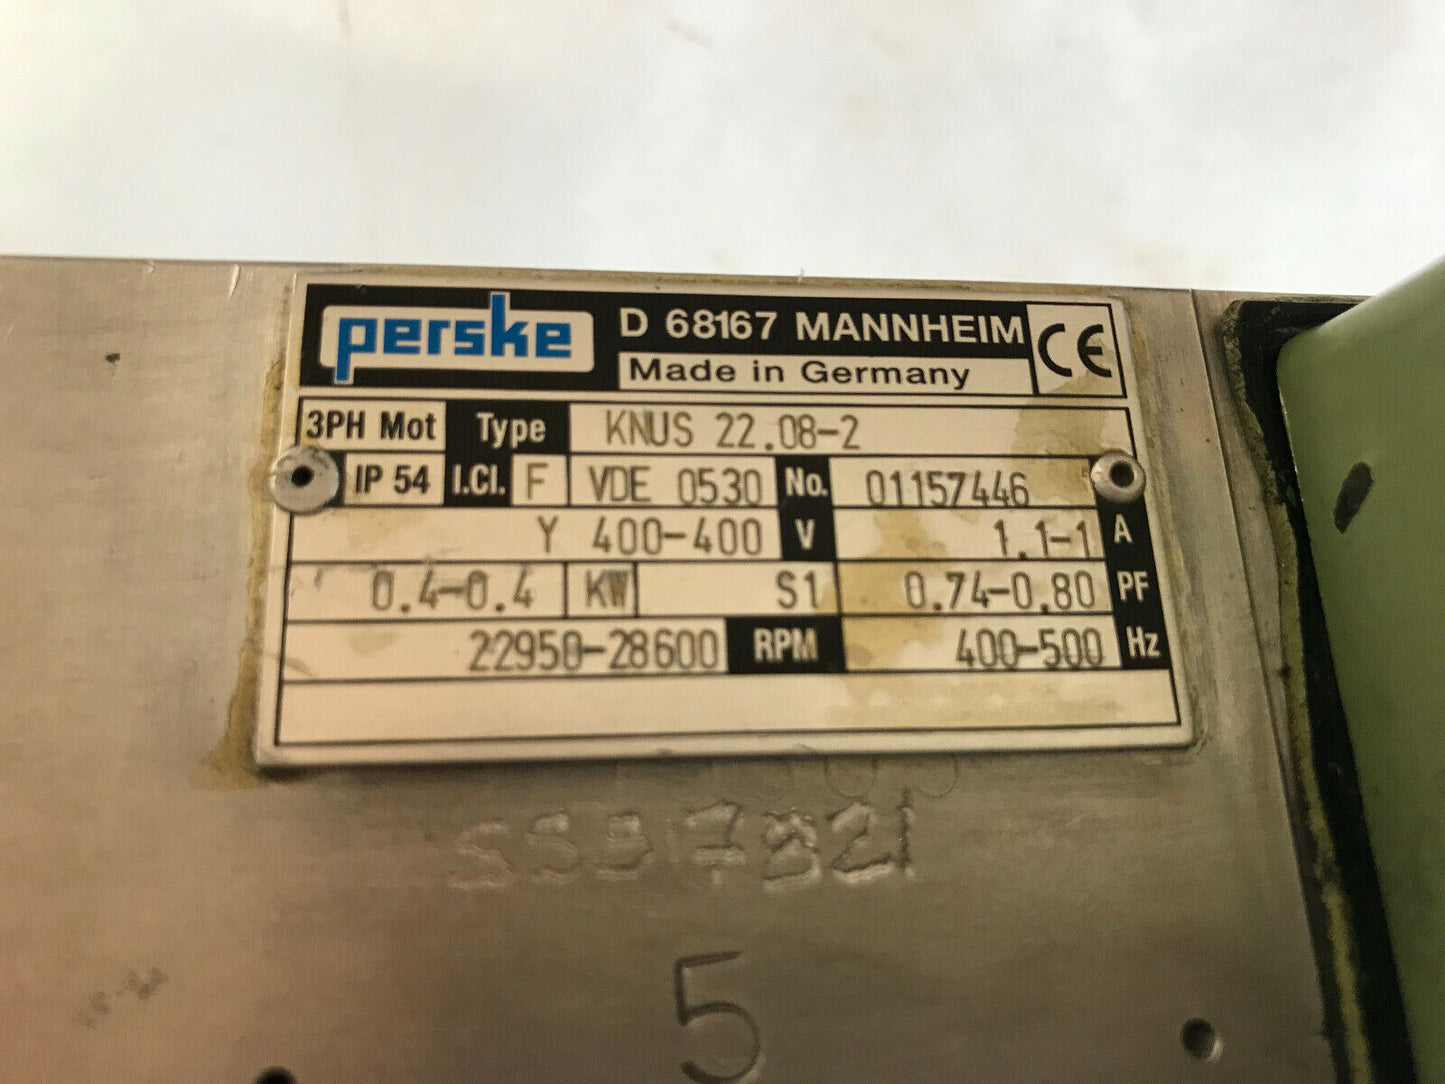 perske D 68167 MANNHEIM CE
Made in Germany
3PH Mot Type KNUS 22.08-2
IP 54 I.Cl. F VDE 0530 No. 01157446
Y 400-400 V 1.1-1 A
0.4-0.4 KW S1 0.74-0.80 PF
22950-28600 RPM 400-500 Hz
5